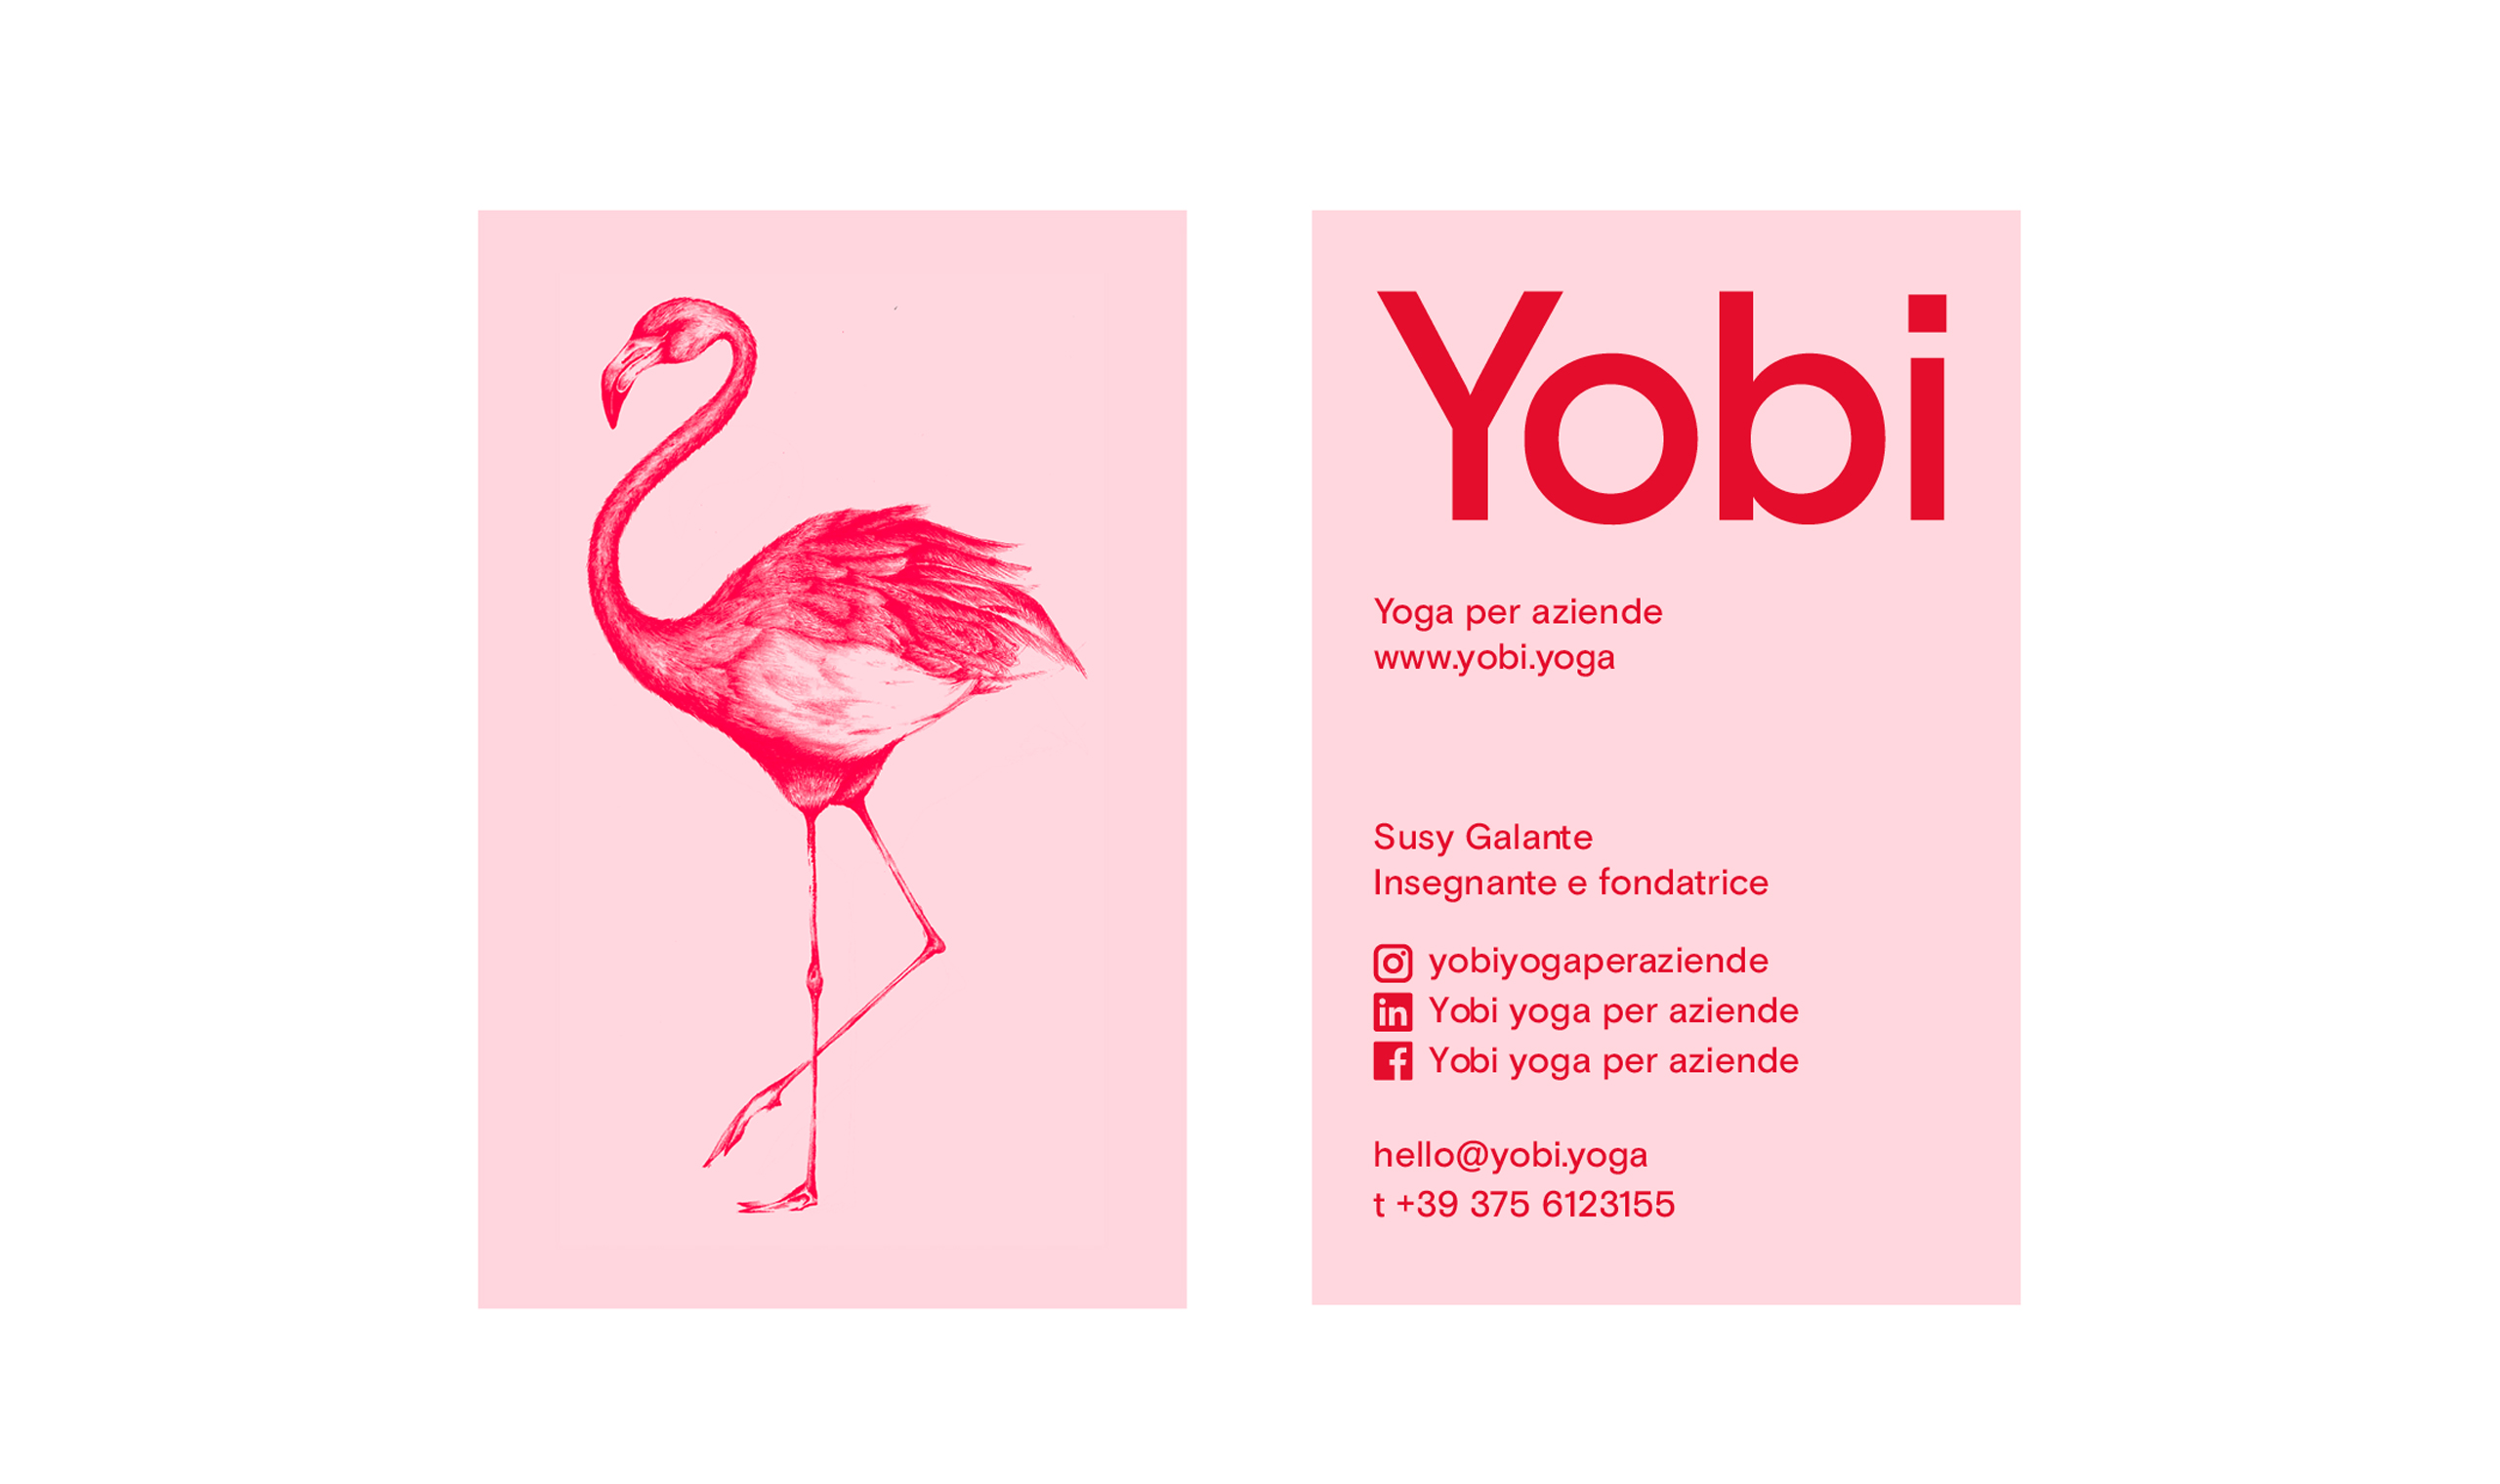 Yobi
Yoga per aziende
www.yobi.yoga
Susy Galante
Insegnante e fondatrice
yobiyogaperaziende
in Yobi yoga per aziende
f Yobi yoga per aziende
hello@yobi.yoga
t +39 375 6123155